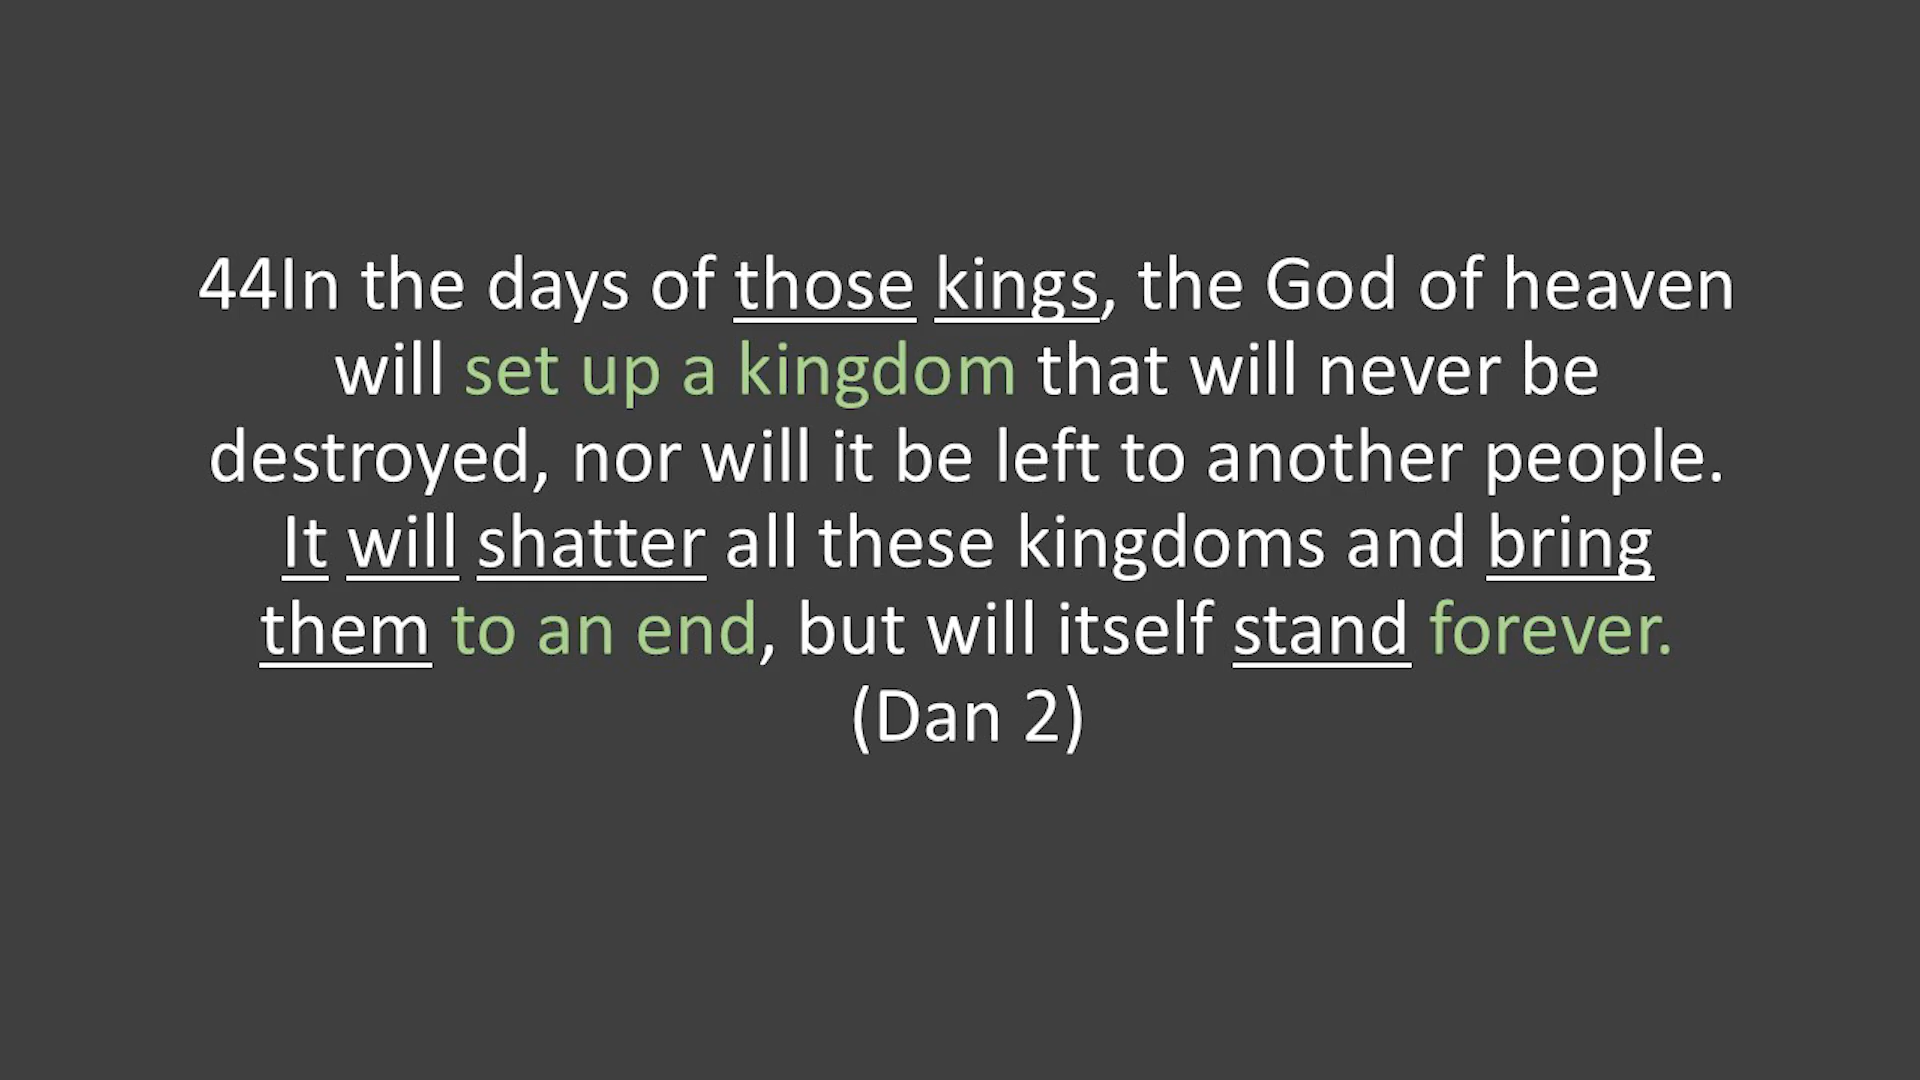 44In the days of those kings, the God of heaven
will set up a kingdom that will never be
destroyed, nor will it be left to another people.
It will shatter all these kingdoms and bring
them to an end, but will itself stand forever.
(Dan 2)